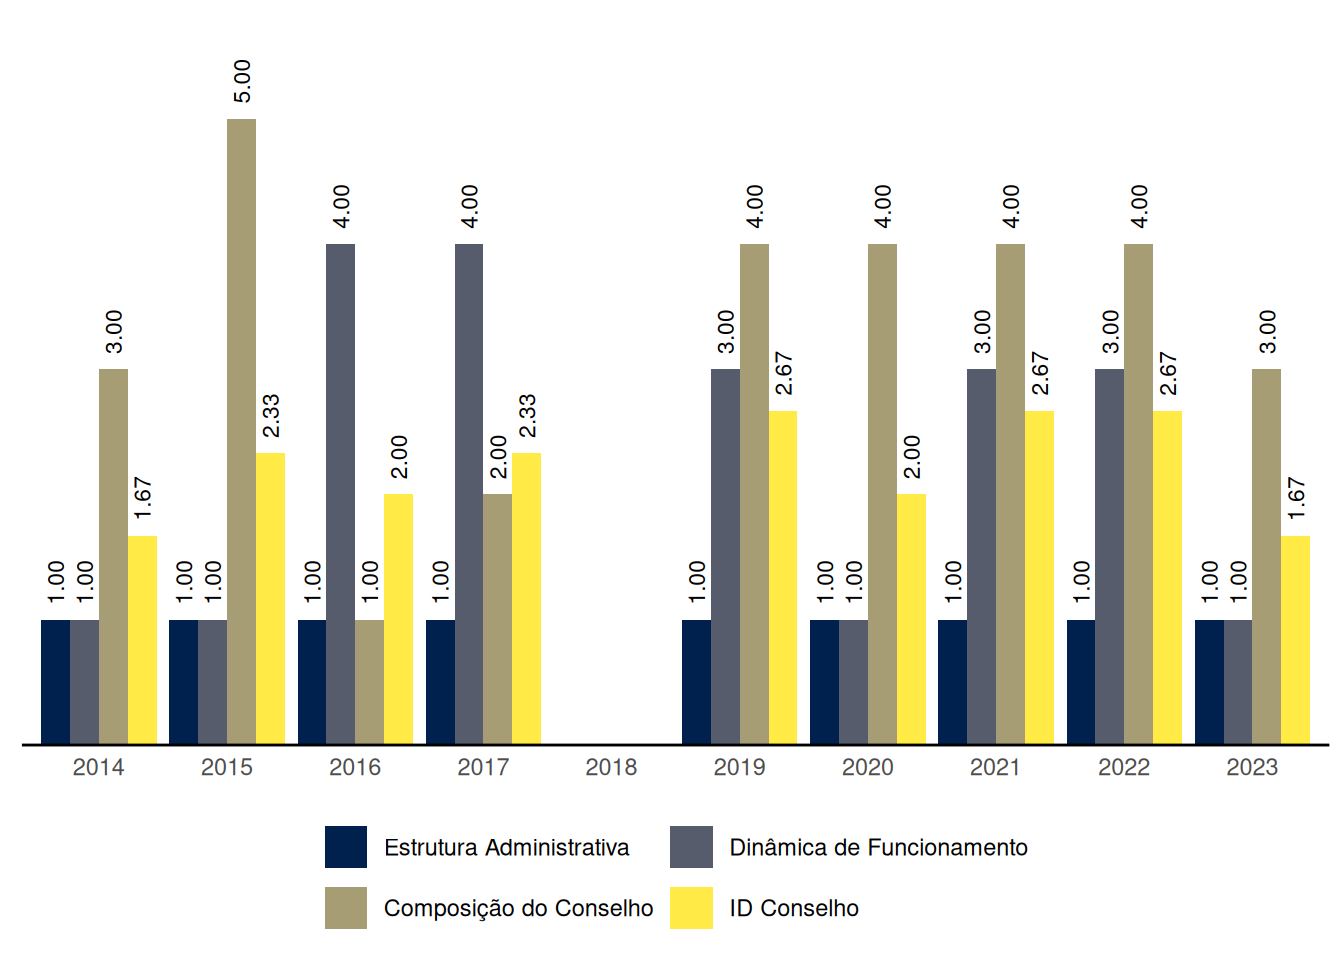 5.00
4.00 4.00 4.00 4.00 4.00 4.00
3.00 3.00 3.00 3.00 3.00
2.67 2.67 2.67
2.33 2.33
2.00 2.00 2.00
1.67 1.67
1.00 1.00 1.00 1.00 1.00 1.00 1.00 1.00 1.00 1.00 1.00 1.00 1.00 1.00
2014 2015 2016 2017 2018 2019 2020 2021 2022 2023
Estrutura Administrativa Dinâmica de Funcionamento
Composição do Conselho ID Conselho